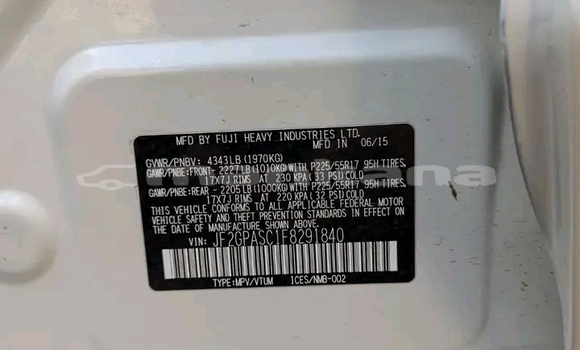 MFD BY FUJI HEAVY INDUSTRIES LTD.
MFD IN 06/15
GVWR/PNBV: 4343LB(1970KG)
GAWR/PNBE:FRONT- 2227LB(1010KG)WITH P225/55R17 95H TIRES,
17X7J RIMS AT 230 KPA(33 PSI)COLD
GAWR/PNBE:REAR - 2205LB(1000KG)WITH P225/55R17 95H TIRES,
17X7J RIMS AT 220 KPA(32 PSI)COLD
THIS VEHICLE CONFORMS TO ALL APPLICABLE FEDERAL MOTOR
VEHICLE SAFETY AND BUMPER
STANDARDS IN EFFECT ON THE
DATE OF MANUFACTURE SHOWN ABOVE.
VIN: JF2GPASC1F8291840
TYPE:MPV/VTUM ICES/NMB-002